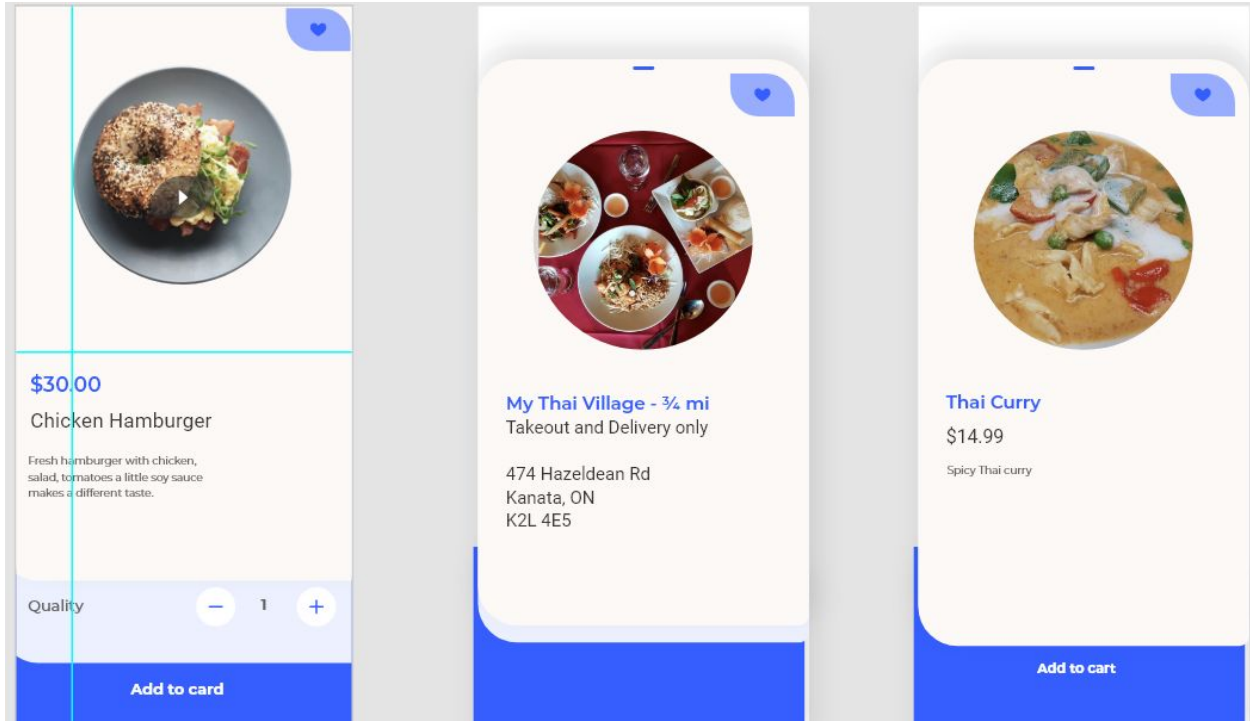 $30.00
Chicken Hamburger
Fresh hamburger with chicken,
salad, tomatoes a little soy sauce
makes a different taste.
Quality
1
Add to card
My Thai Village - ¾ mi
Takeout and Delivery only
474 Hazeldean Rd
Kanata, ON
K2L 4E5
Thai Curry
$14.99
Spicy Thai curry
Add to cart